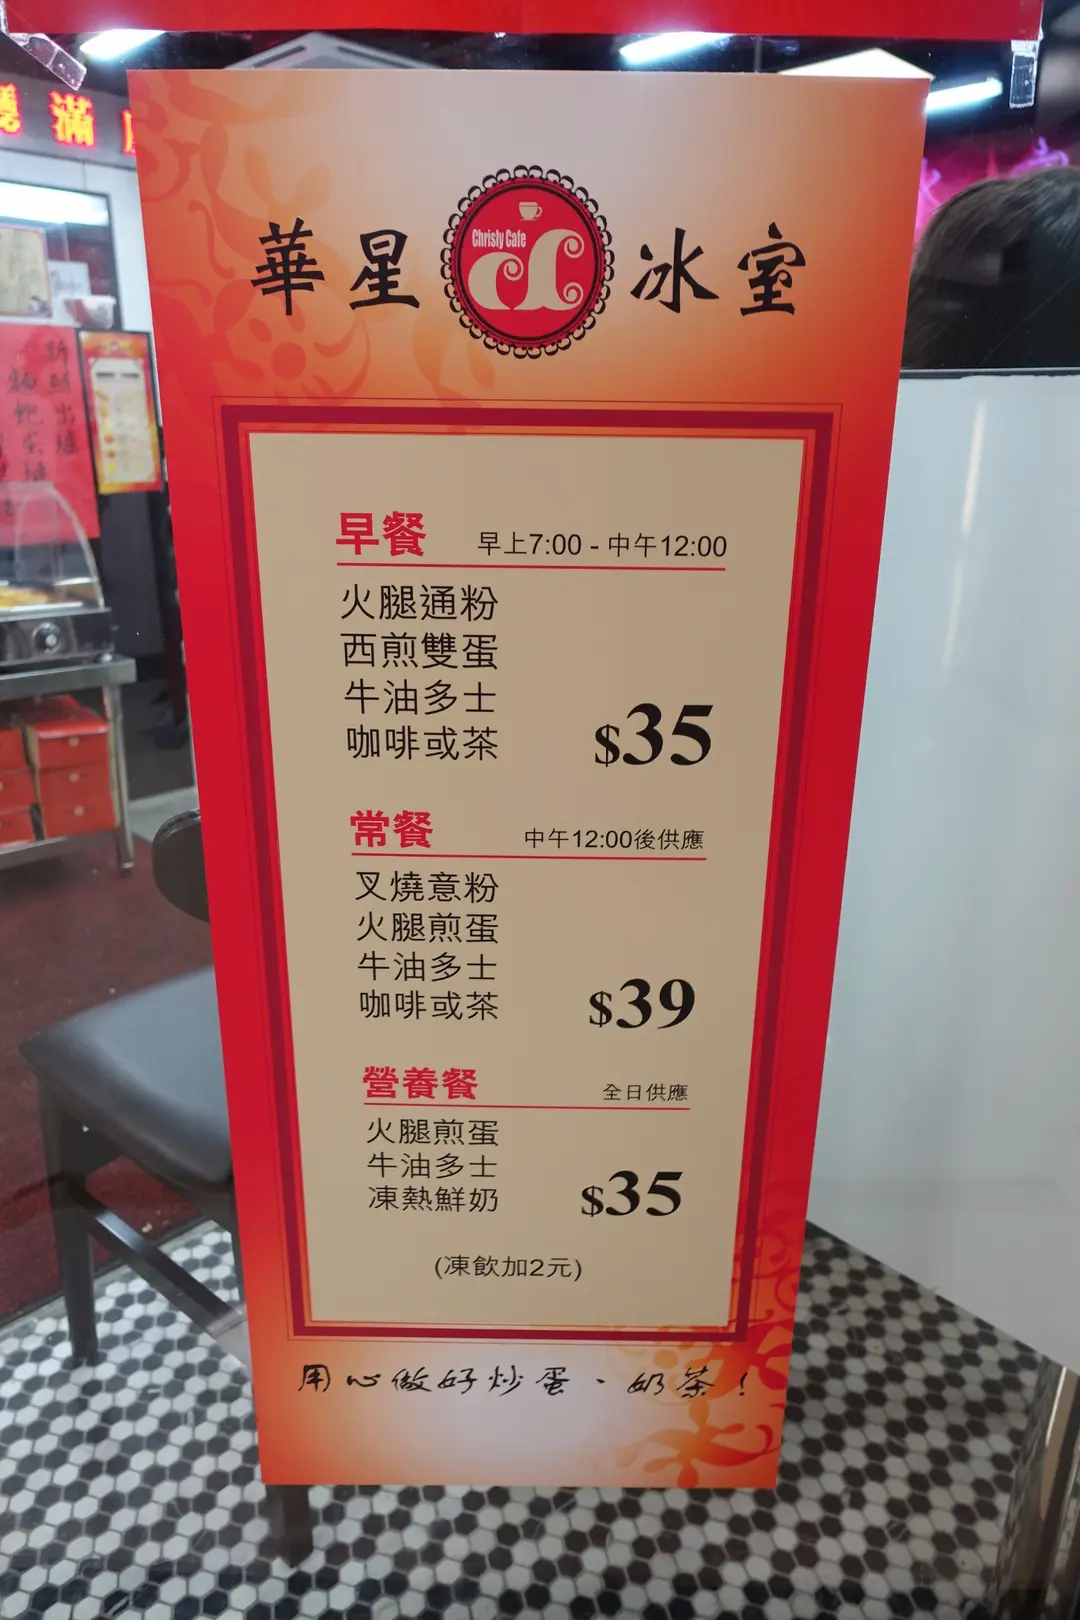 滿
華星
Chrisly Cafe
冰室
早餐 早上7:00 - 中午12:00
火腿通粉
西煎雙蛋
牛油多士
咖啡或茶 $35
常餐 中午12:00後供應
叉燒意粉
火腿煎蛋
牛油多士
咖啡或茶 $39
營養餐 全日供應
火腿煎蛋
牛油多士
凍熱鮮奶 $35
(凍飲加2元)
用心做好炒蛋、奶茶！